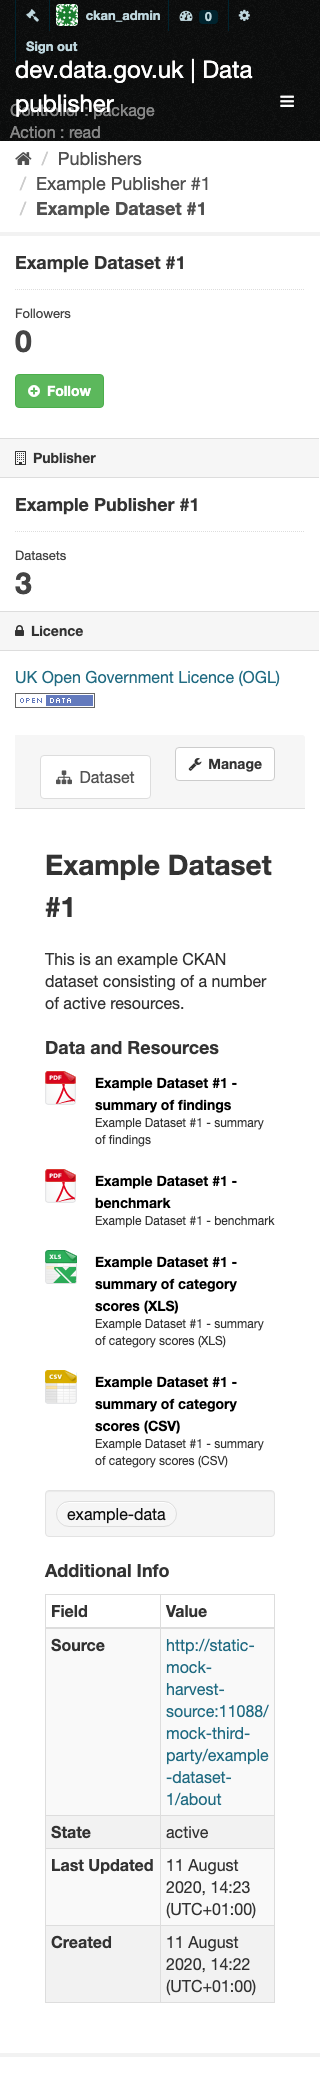 ckan_admin 0
Sign out
dev.data.gov.uk | Data
publisher
Controller : package
Action : read
/ Publishers
/ Example Publisher #1
/ Example Dataset #1
Example Dataset #1
Followers
0
Follow
Publisher
Example Publisher #1
Datasets
3
Licence
UK Open Government Licence (OGL)
OPEN DATA
Dataset
Manage
Example Dataset
#1
This is an example CKAN
dataset consisting of a number
of active resources.
Data and Resources
PDF
Example Dataset #1 -
summary of findings
Example Dataset #1 - summary
of findings
PDF
Example Dataset #1 -
benchmark
Example Dataset #1 - benchmark
XLS
Example Dataset #1 -
summary of category
scores (XLS)
Example Dataset #1 - summary
of category scores (XLS)
CSV
Example Dataset #1 -
summary of category
scores (CSV)
Example Dataset #1 - summary
of category scores (CSV)
example-data
Additional Info
Field Value
Source http://static-
mock-
harvest-
source:11088/
mock-third-
party/example
-dataset-
1/about
State active
Last Updated 11 August
2020, 14:23
(UTC+01:00)
Created 11 August
2020, 14:22
(UTC+01:00)